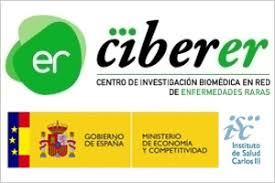 er ciberer
CENTRO DE INVESTIGACIÓN BIOMÉDICA EN RED
DE ENFERMEDADES RARAS
GOBIERNO
DE ESPAÑA
MINISTERIO
DE ECONOMÍA
Y COMPETITIVIDAD
isc
Instituto
de Salud
Carlos III